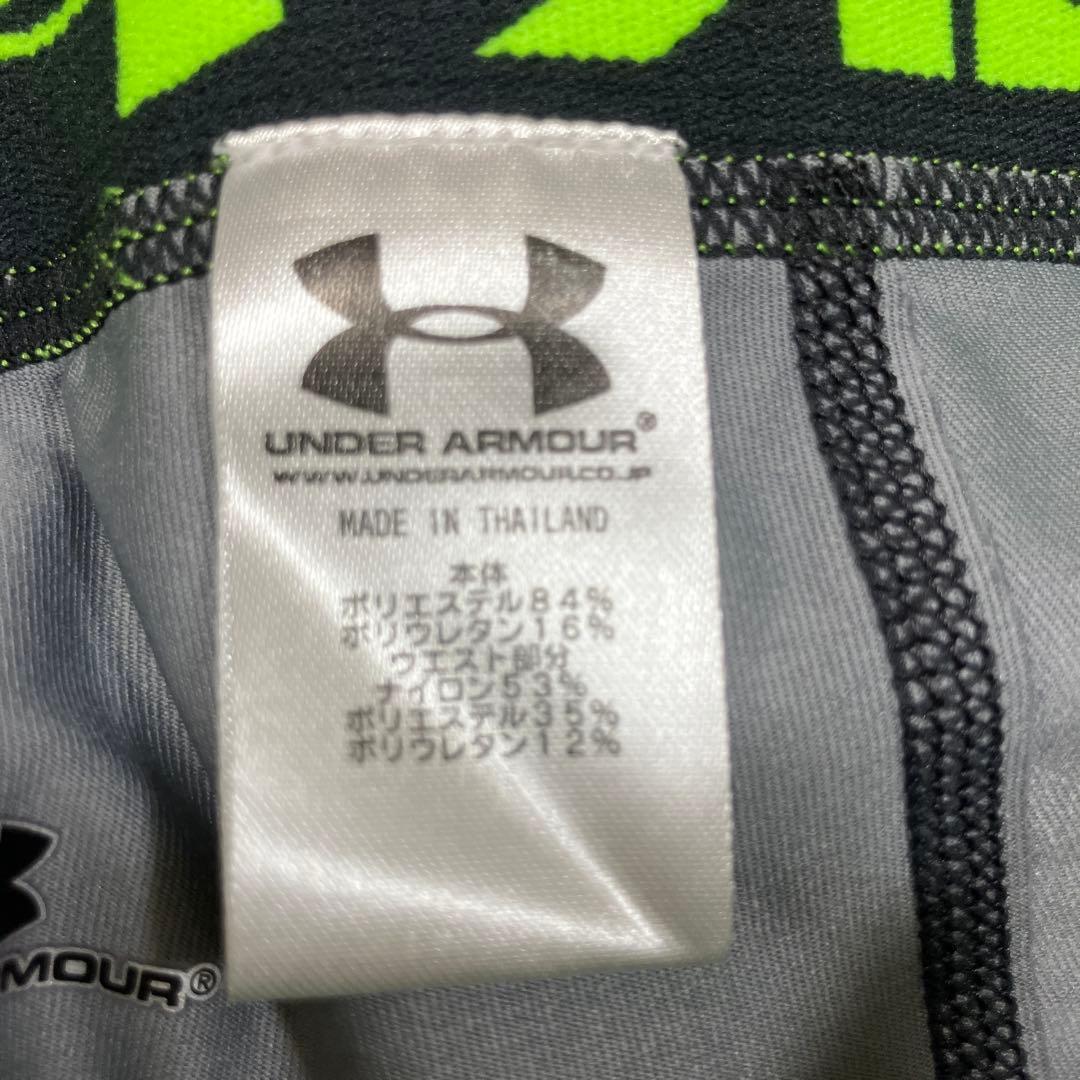 UNDER ARMOUR®
WWW.UNDERARMOUR.CO.JP
MADE IN THAILAND
本体
ポリエステル84%
ポリウレタン16%
ウエスト部分
ナイロン53%
ポリエステル35%
ポリウレタン12%
MOUR®